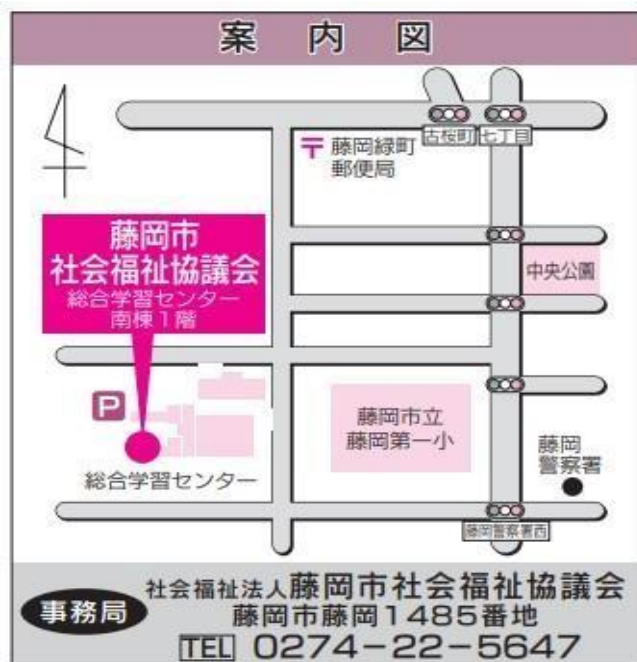 案内図
古桜町 七丁目
〒 藤岡緑町
郵便局
藤岡市
社会福祉協議会
総合学習センター
南棟1階
中央公園
P
藤岡市立
藤岡第一小
藤岡
警察署
総合学習センター
藤岡警察署西
事務局
社会福祉法人藤岡市社会福祉協議会
藤岡市藤岡1485番地
TEL 0274-22-5647